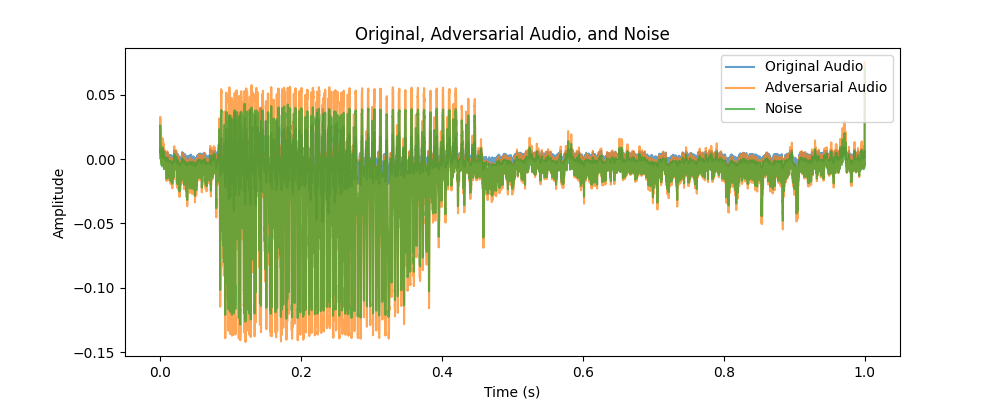 Original, Adversarial Audio, and Noise
Original Audio
Adversarial Audio
Noise
0.05
0.00
−0.05
−0.10
−0.15
Amplitude
0.0 0.2 0.4 0.6 0.8 1.0
Time (s)